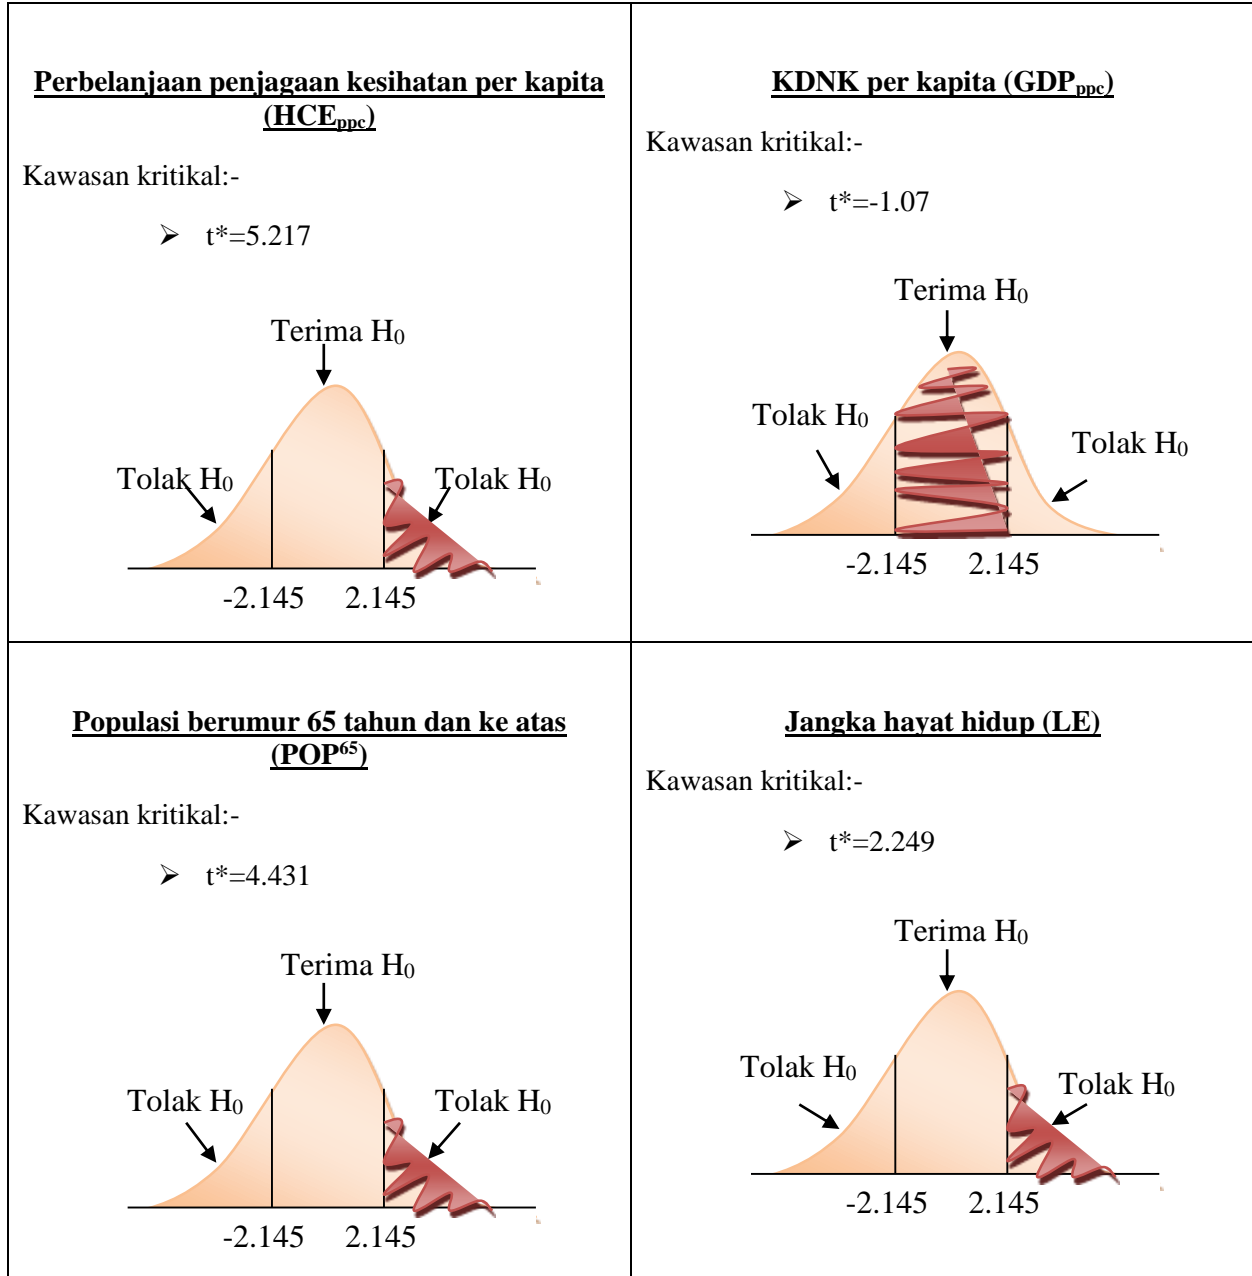 Perbelanjaan penjagaan kesihatan per kapita
(HCEppc)
Kawasan kritikal:-
➢ t*=5.217
Terima H0
Tolak H0
Tolak H0
-2.145
2.145
KDNK per kapita (GDPppc)
Kawasan kritikal:-
➢ t*=-1.07
Terima H0
Tolak H0
Tolak H0
-2.145
2.145
Populasi berumur 65 tahun dan ke atas
(POP65)
Kawasan kritikal:-
➢ t*=4.431
Terima H0
Tolak H0
Tolak H0
-2.145
2.145
Jangka hayat hidup (LE)
Kawasan kritikal:-
➢ t*=2.249
Terima H0
Tolak H0
Tolak H0
-2.145
2.145